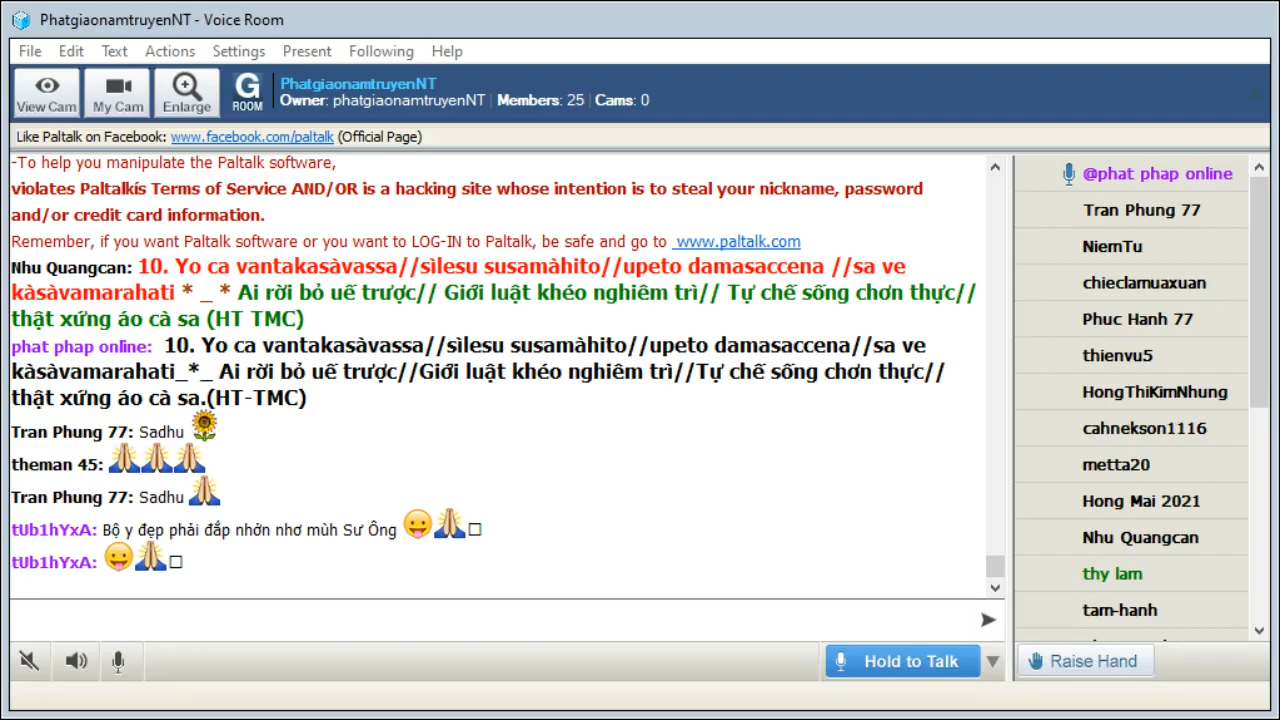 PhatgiaonamtruyenNT - Voice Room
File Edit Text Actions Settings Present Following Help
View Cam My Cam Enlarge G ROOM
PhatgiaonamtruyenNT
Owner: phatgiaonamtruyenNT | Members: 25 | Cams: 0
Like Paltalk on Facebook: www.facebook.com/paltalk (Official Page)
-To help you manipulate the Paltalk software,
violates Paltalkís Terms of Service AND/OR is a hacking site whose intention is to steal your nickname, password
and/or credit card information.
Remember, if you want Paltalk software or you want to LOG-IN to Paltalk, be safe and go to www.paltalk.com
Nhu Quangcan: 10. Yo ca vantakasàvassa//sìlesu susamàhito//upeto damasaccena //sa ve
kàsàvamarahati * _ * Ai rời bỏ uế trược// Giới luật khéo nghiêm trì// Tự chế sống chơn thực//
thật xứng áo cà sa (HT TMC)
phat phap online: 10. Yo ca vantakasàvassa//sìlesu susamàhito//upeto damasaccena//sa ve
kàsàvamarahati_*_ Ai rời bỏ uế trược//Giới luật khéo nghiêm trì//Tự chế sống chơn thực//
thật xứng áo cà sa.(HT-TMC)
Tran Phung 77: Sadhu 🌻
theman 45: 🙏🙏🙏
Tran Phung 77: Sadhu 🙏
tUb1hYxA: Bộ y đẹp phải đắp nhớn nhơ mùh Sư Ông 😛🙏□
tUb1hYxA: 😛🙏□
@phat phap online
Tran Phung 77
NiemTu
chieclamuaxuan
Phuc Hanh 77
thienvu5
HongThiKimNhung
cahnekson1116
metta20
Hong Mai 2021
Nhu Quangcan
thy lam
tam-hanh
Hold to Talk
Raise Hand